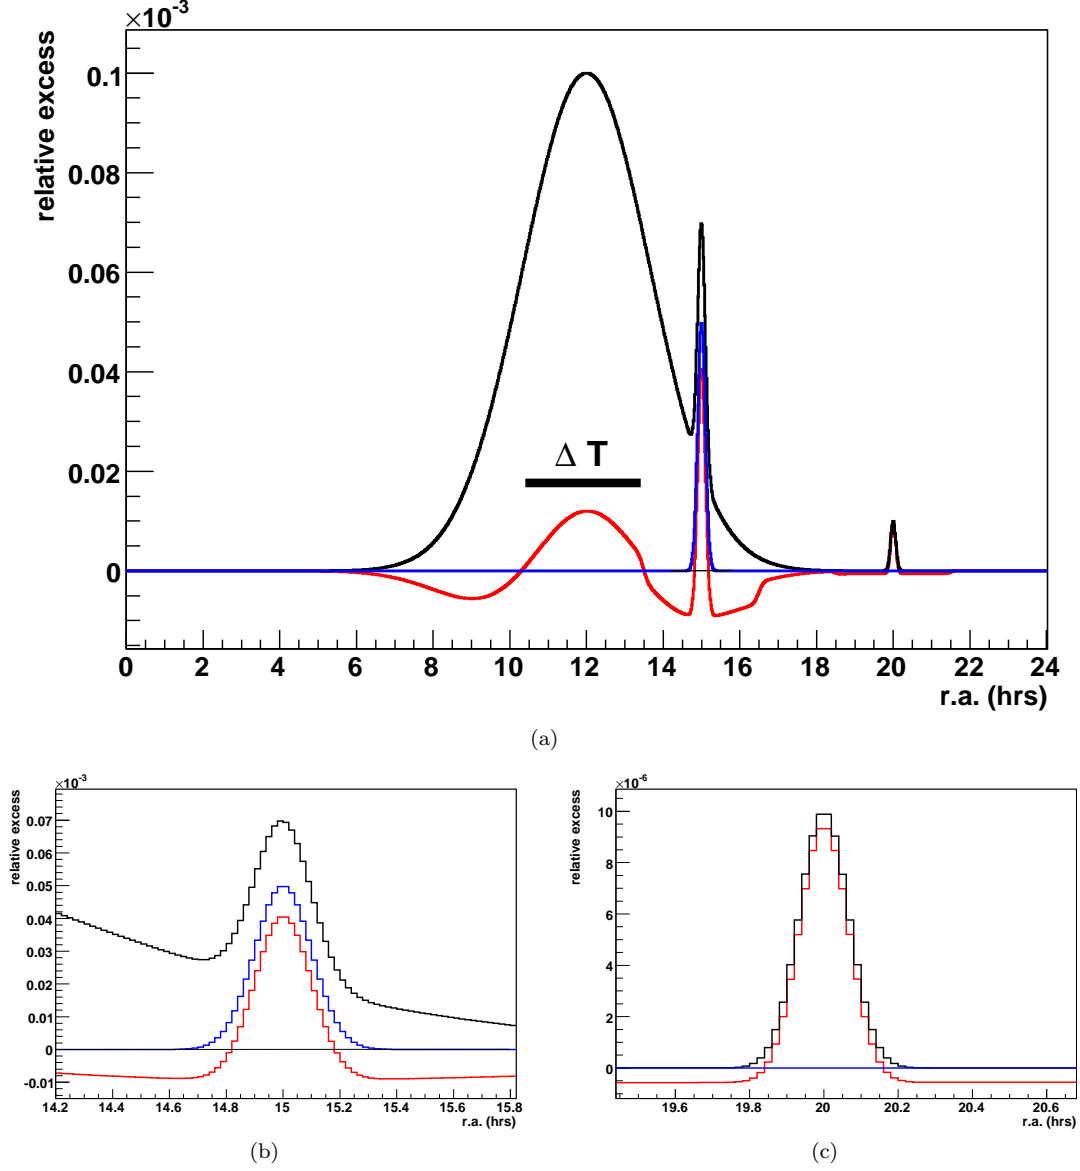 ×10⁻³
relative excess
0.1
0.08
0.06
0.04
0.02
0
Δ T
0 2 4 6 8 10 12 14 16 18 20 22 24
r.a. (hrs)
(a)
×10⁻³
relative excess
0.07
0.06
0.05
0.04
0.03
0.02
0.01
0
-0.01
14.2 14.4 14.6 14.8 15 15.2 15.4 15.6 15.8
r.a. (hrs)
(b)
×10⁻⁶
relative excess
10
8
6
4
2
0
19.6 19.8 20 20.2 20.4 20.6
r.a. (hrs)
(c)